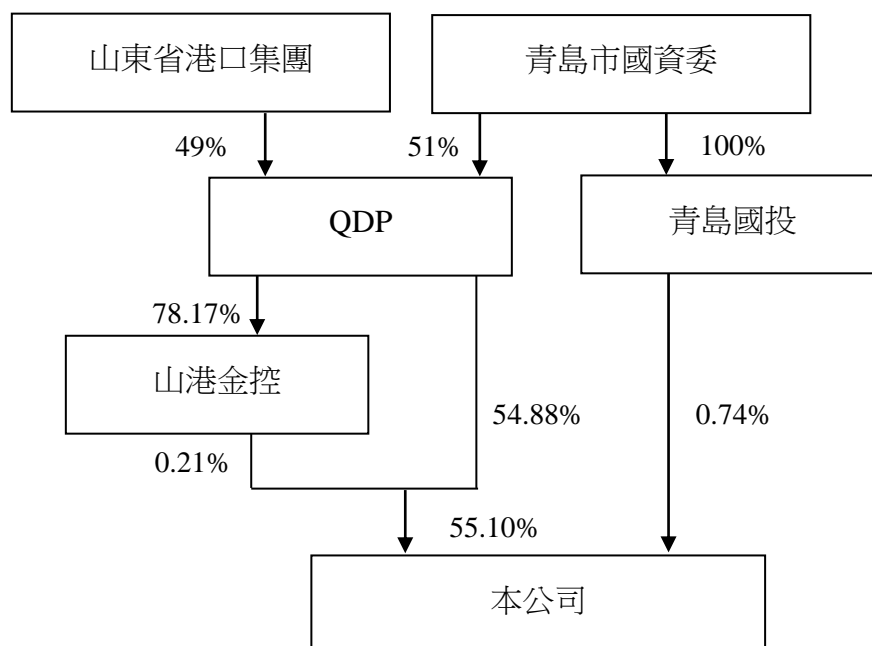 山東省港口集團
青島市國資委
49%
51%
100%
QDP
青島國投
78.17%
山港金控
54.88%
0.74%
0.21%
55.10%
本公司